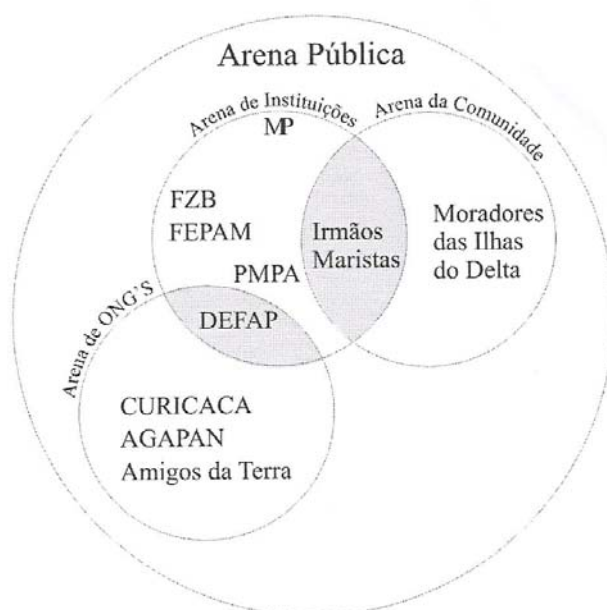 Arena Pública
Arena de Instituições
Arena da Comunidade
MP
FZB
FEPAM
Irmãos
Maristas
Moradores
das Ilhas
do Delta
PMPA
Arena de ONG'S
DEFAP
CURICACA
AGAPAN
Amigos da Terra